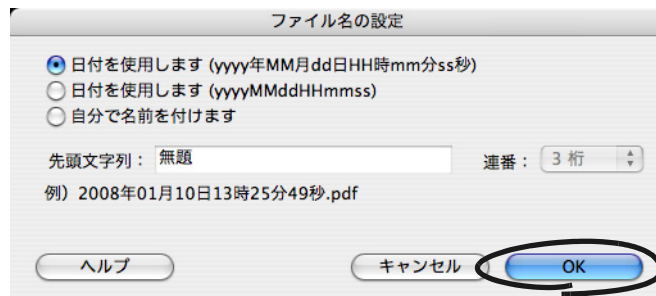 ファイル名の設定
日付を使用します (yyyy年MM月dd日HH時mm分ss秒)
日付を使用します (yyyyMMddHHmmss)
自分で名前を付けます
先頭文字列： 無題 連番： 3 桁
例）2008年01月10日13時25分49秒.pdf
ヘルプ キャンセル OK